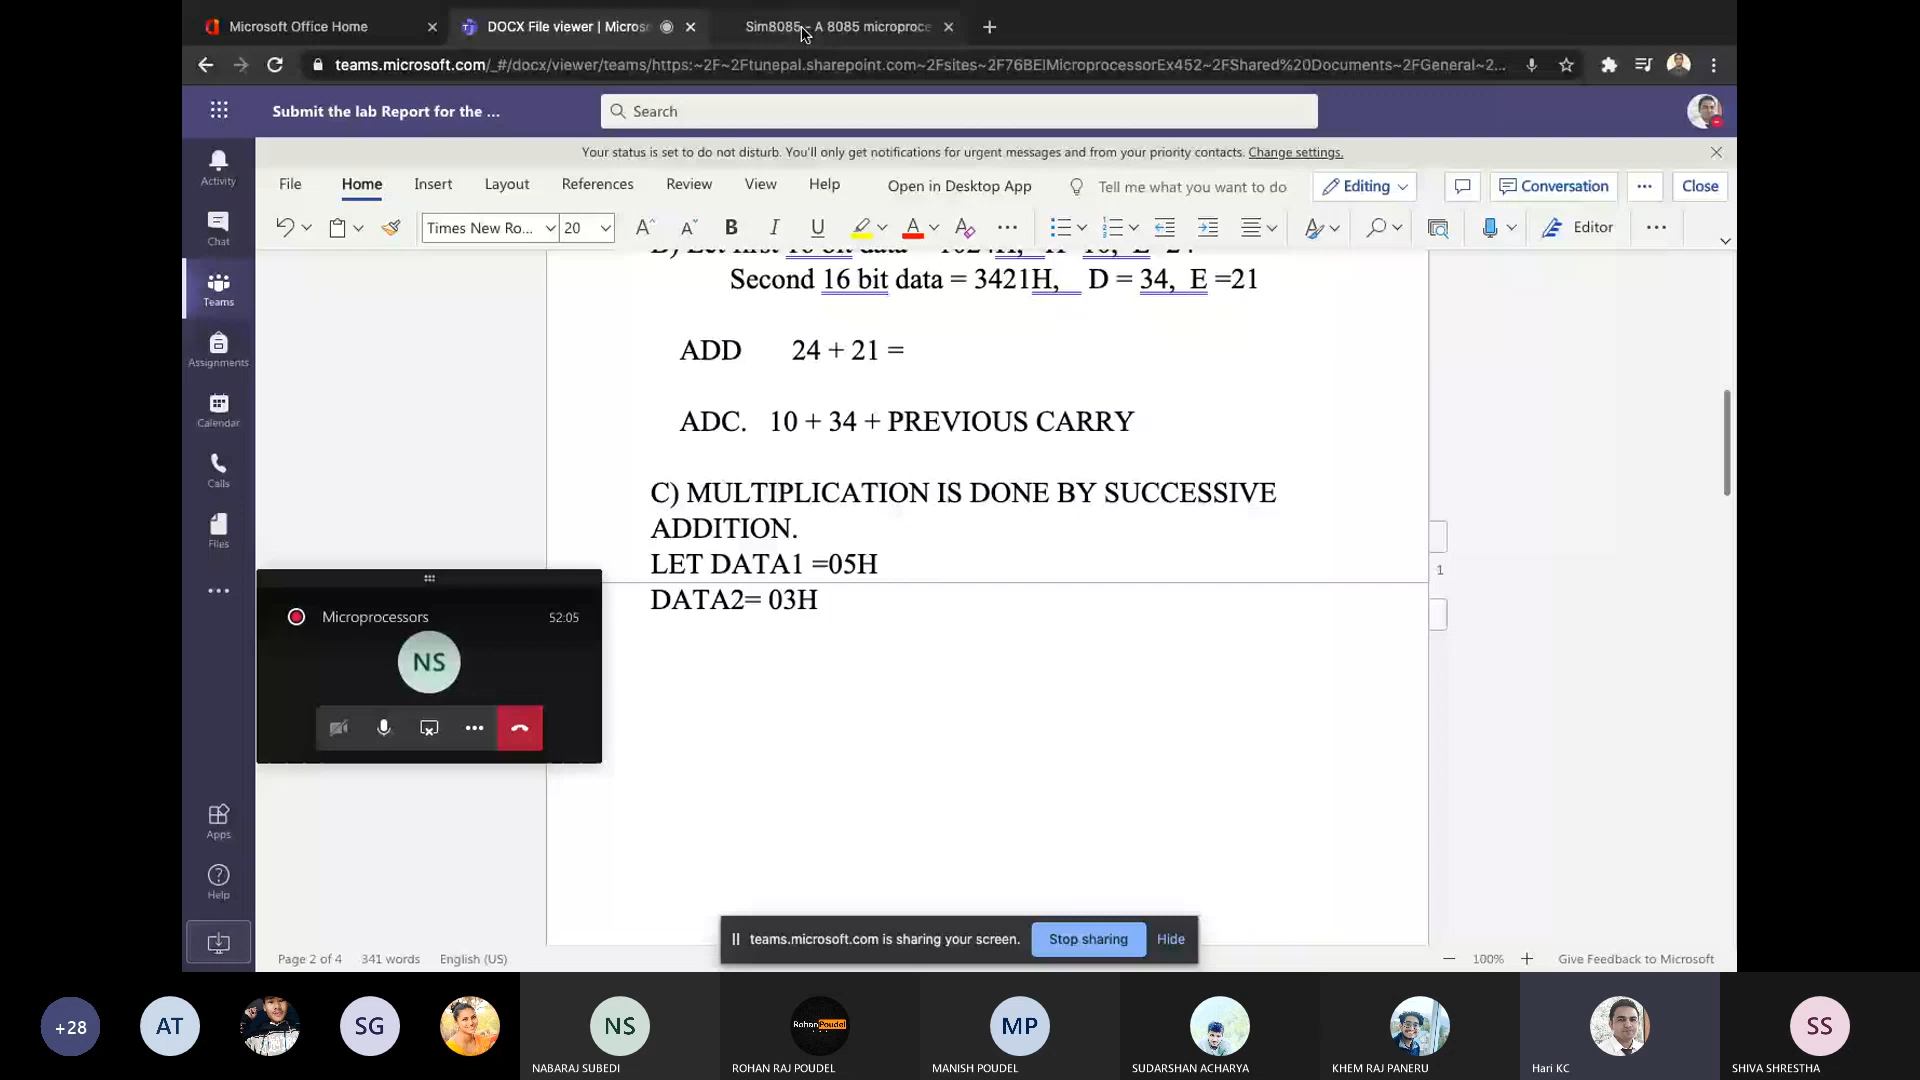 Microsoft Office Home
DOCX File viewer | Micros
Sim8085 - A 8085 microproce
teams.microsoft.com/_#/docx/viewer/teams/https:~2F~2Ftunepal.sharepoint.com~2Fsites~2F76BEIMicroprocessorEx452~2FShared%20Documents~2FGeneral~2...
Submit the lab Report for the ...
Search
Your status is set to do not disturb. You'll only get notifications for urgent messages and from your priority contacts. Change settings.
Activity
Chat
Teams
Assignments
Calendar
Calls
Files
Apps
Help
File Home Insert Layout References Review View Help Open in Desktop App Tell me what you want to do Editing Conversation ... Close
Times New Ro... 20 A A B I U A Editor
Second 16 bit data = 3421H, D = 34, E =21
ADD 24 + 21 =
ADC. 10 + 34 + PREVIOUS CARRY
C) MULTIPLICATION IS DONE BY SUCCESSIVE
ADDITION.
LET DATA1 =05H
1
DATA2= 03H
Microprocessors 52:05
NS
teams.microsoft.com is sharing your screen. Stop sharing Hide
Page 2 of 4 341 words English (US)
100% Give Feedback to Microsoft
+28 AT SG NS RohanPoudel MP SS
NABARAJ SUBEDI ROHAN RAJ POUDEL MANISH POUDEL SUDARSHAN ACHARYA KHEM RAJ PANERU Hari KC SHIVA SHRESTHA